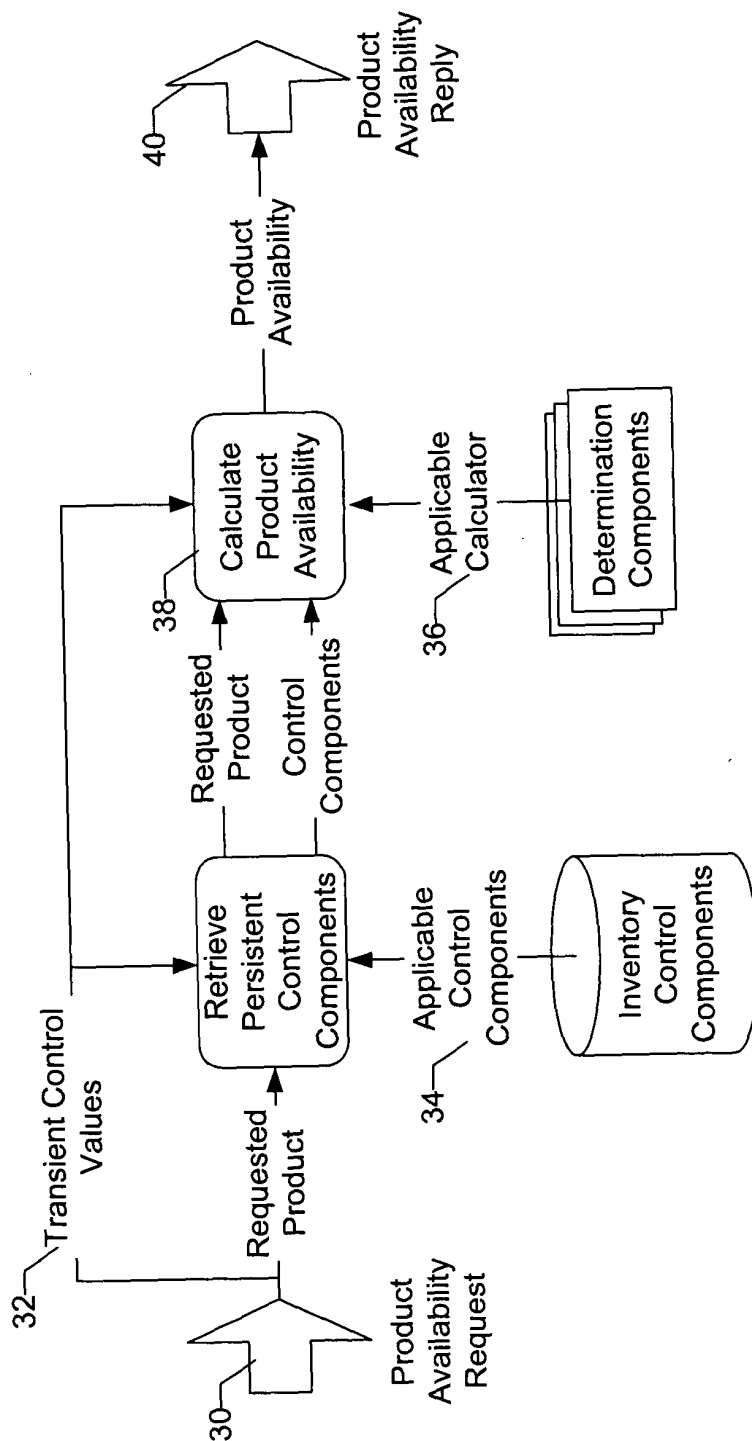 32
Transient Control
Values
30
Product
Availability
Request
Requested
Product
Retrieve
Persistent
Control
Components
34
Applicable
Control
Components
Inventory
Control
Components
Requested
Product
Control
Components
38
Calculate
Product
Availability
36
Applicable
Calculator
Determination
Components
Product
Availability
40
Product
Availability
Reply